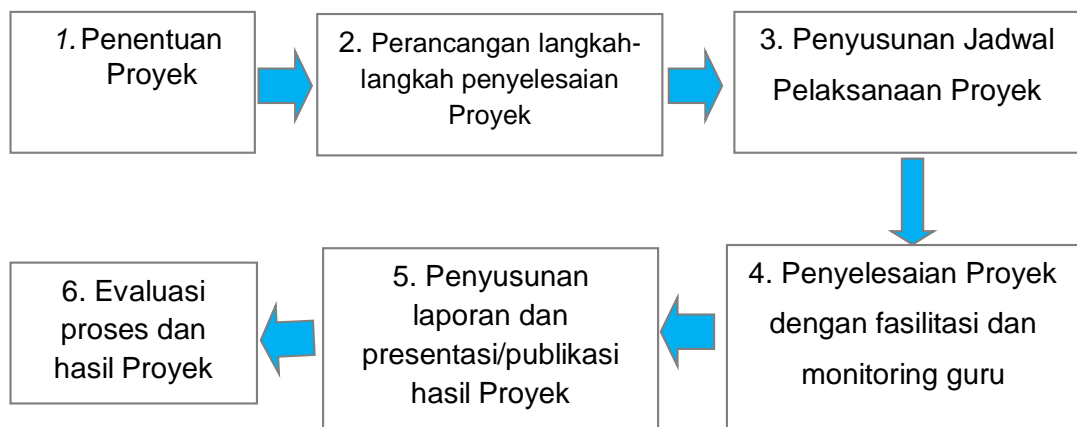 1. Penentuan
Proyek
2. Perancangan langkah-
langkah penyelesaian
Proyek
3. Penyusunan Jadwal
Pelaksanaan Proyek
4. Penyelesaian Proyek
dengan fasilitasi dan
monitoring guru
5. Penyusunan
laporan dan
presentasi/publikasi
hasil Proyek
6. Evaluasi
proses dan
hasil Proyek